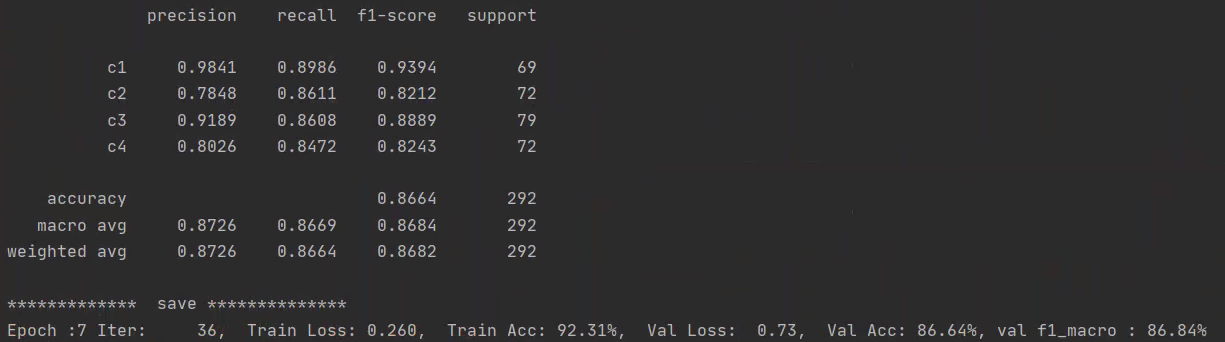 precision recall f1-score support
c1 0.9841 0.8986 0.9394 69
c2 0.7848 0.8611 0.8212 72
c3 0.9189 0.8608 0.8889 79
c4 0.8026 0.8472 0.8243 72
accuracy 0.8664 292
macro avg 0.8726 0.8669 0.8684 292
weighted avg 0.8726 0.8664 0.8682 292
************* save **************
Epoch :7 Iter: 36, Train Loss: 0.260, Train Acc: 92.31%, Val Loss: 0.73, Val Acc: 86.64%, val f1_macro : 86.84%